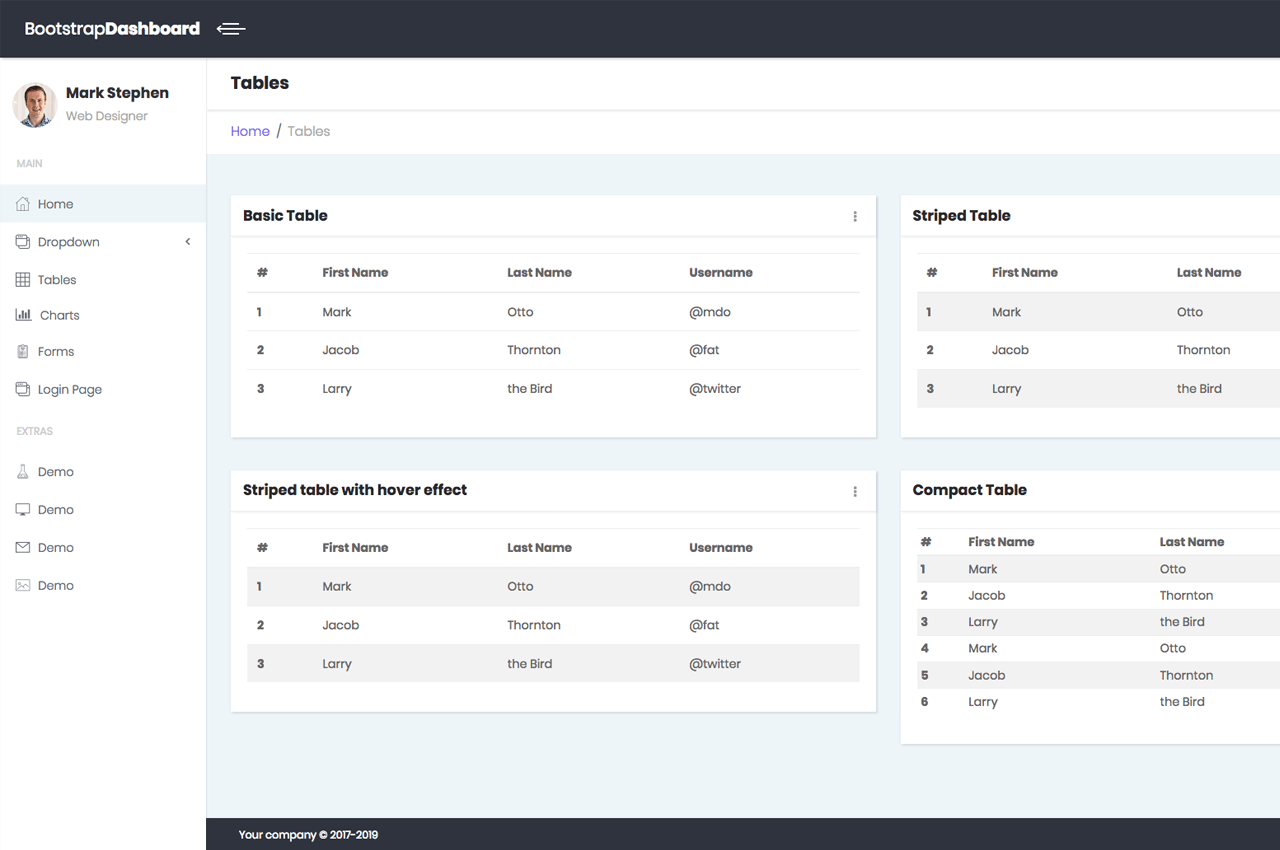 BootstrapDashboard
Mark Stephen
Web Designer
MAIN
Home
Dropdown
Tables
Charts
Forms
Login Page
EXTRAS
Demo
Demo
Demo
Demo
Tables
Home / Tables
Basic Table
# First Name Last Name Username
1 Mark Otto @mdo
2 Jacob Thornton @fat
3 Larry the Bird @twitter
Striped Table
# First Name Last Name
1 Mark Otto
2 Jacob Thornton
3 Larry the Bird
Striped table with hover effect
# First Name Last Name Username
1 Mark Otto @mdo
2 Jacob Thornton @fat
3 Larry the Bird @twitter
Compact Table
# First Name Last Name
1 Mark Otto
2 Jacob Thornton
3 Larry the Bird
4 Mark Otto
5 Jacob Thornton
6 Larry the Bird
Your company © 2017-2019